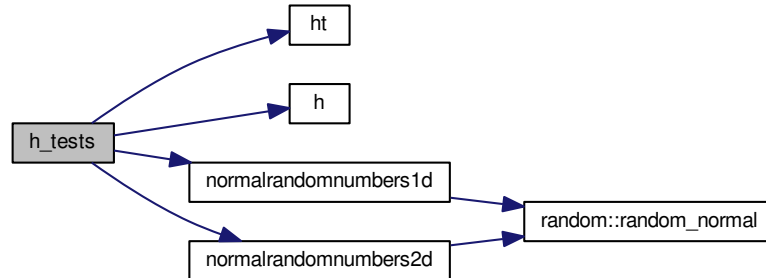 ht
h
h_tests
normalrandomnumbers1d
random::random_normal
normalrandomnumbers2d